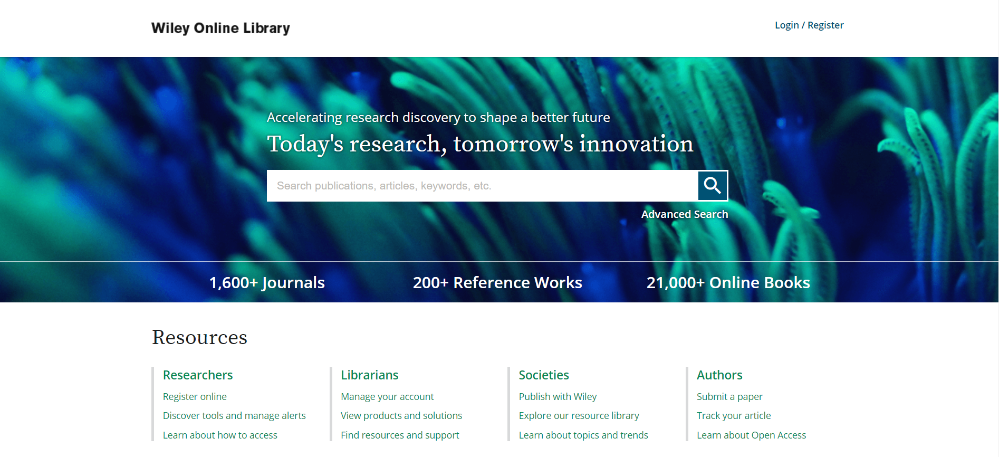 Wiley Online Library
Login / Register
Accelerating research discovery to shape a better future
Today's research, tomorrow's innovation
Search publications, articles, keywords, etc.
Advanced Search
1,600+ Journals
200+ Reference Works
21,000+ Online Books
Resources
Researchers
Register online
Discover tools and manage alerts
Learn about how to access
Librarians
Manage your account
View products and solutions
Find resources and support
Societies
Publish with Wiley
Explore our resource library
Learn about topics and trends
Authors
Submit a paper
Track your article
Learn about Open Access